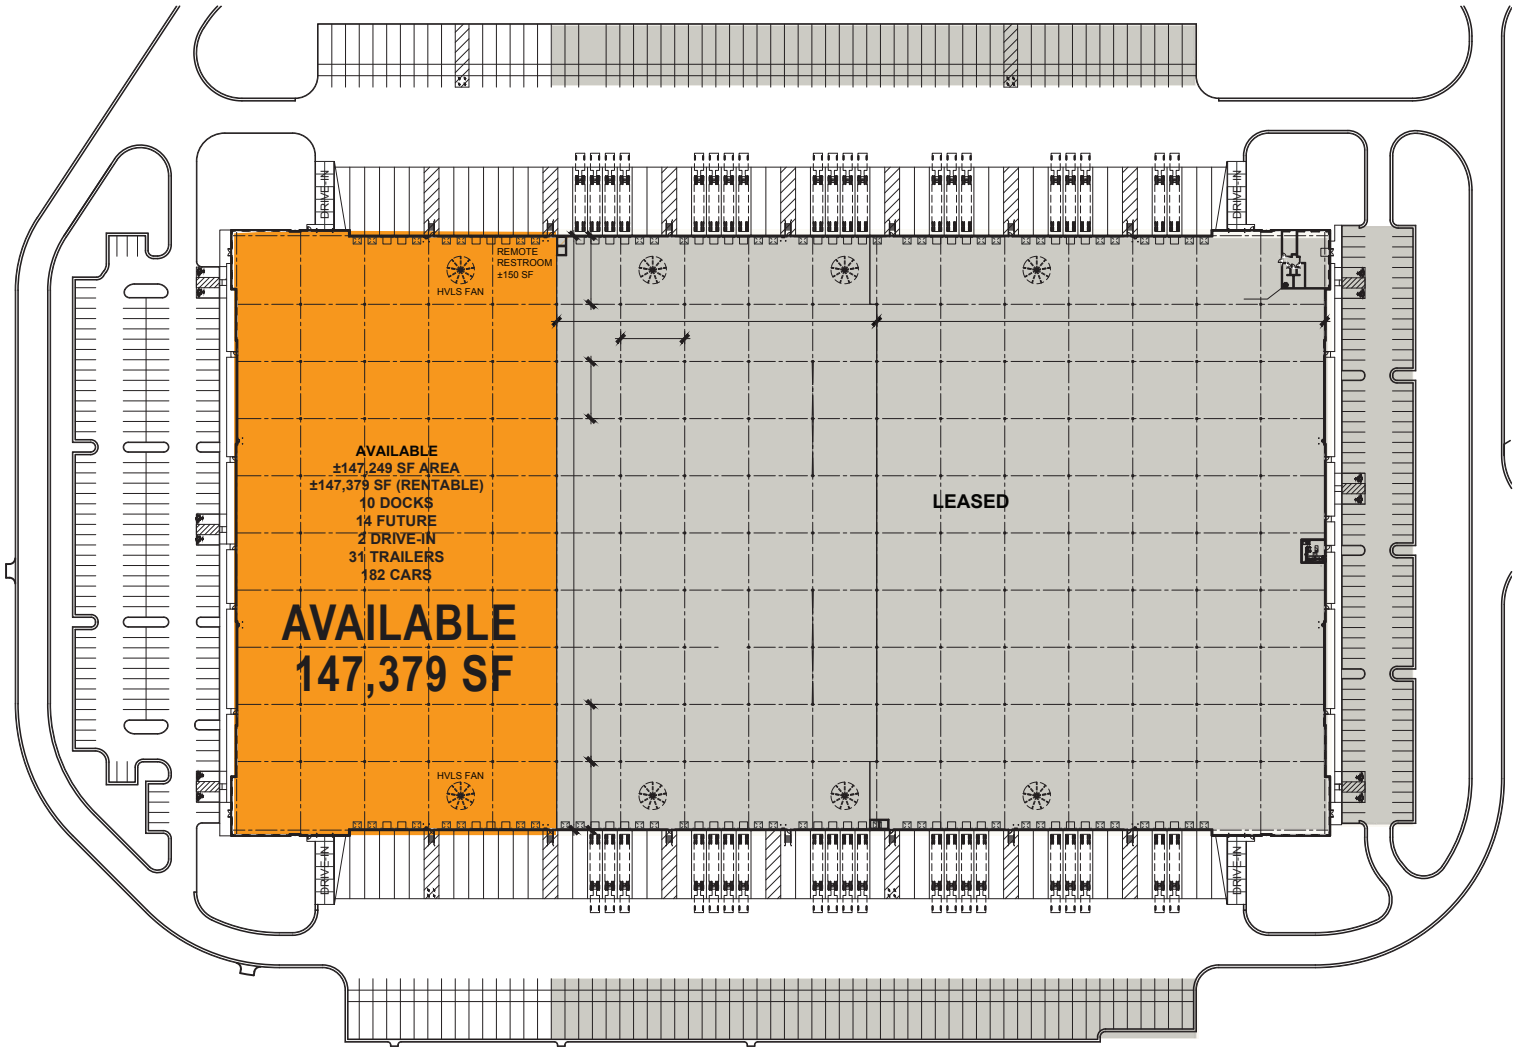 DRIVE-IN
DRIVE-IN
REMOTE
RESTROOM
±150 SF
HVLS FAN
AVAILABLE
±147,249 SF AREA
±147,379 SF (RENTABLE)
10 DOCKS
14 FUTURE
2 DRIVE-IN
31 TRAILERS
182 CARS
LEASED
AVAILABLE
147,379 SF
HVLS FAN
DRIVE-IN
DRIVE-IN